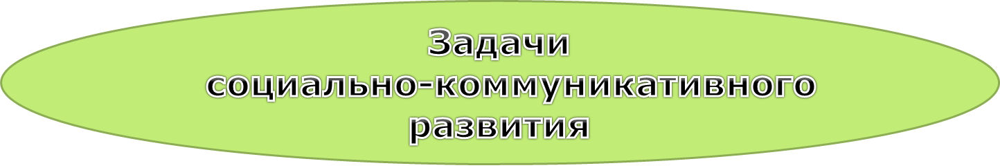 Задачи
социально-коммуникативного
развития